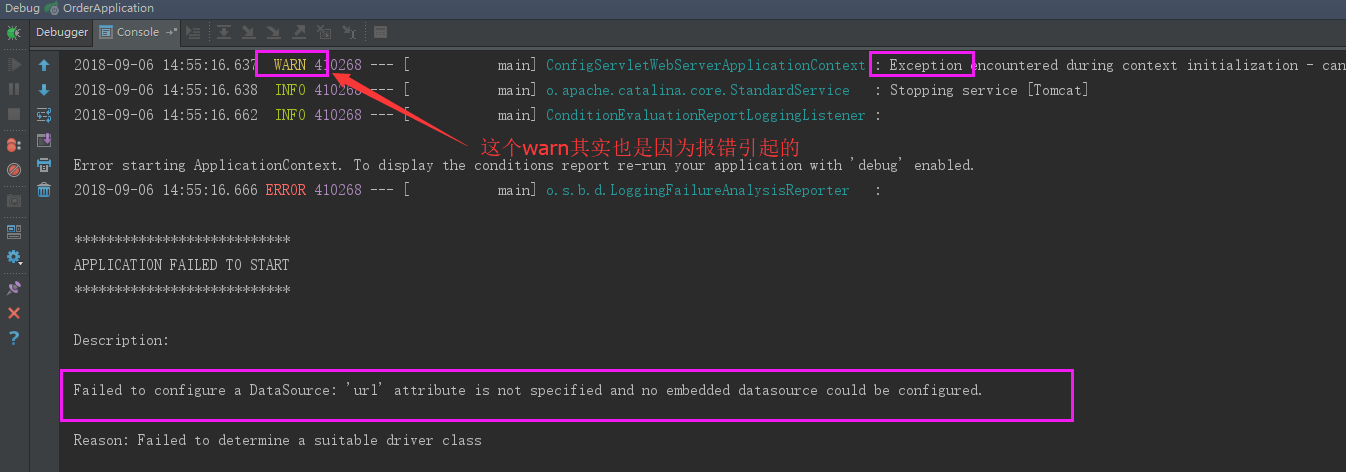 Debug OrderApplication
Debugger Console
2018-09-06 14:55:16.637 WARN 410268 --- [ main] ConfigServletWebServerApplicationContext : Exception encountered during context initialization - can
2018-09-06 14:55:16.638 INFO 410268 --- [ main] o.apache.catalina.core.StandardService : Stopping service [Tomcat]
2018-09-06 14:55:16.662 INFO 410268 --- [ main] ConditionEvaluationReportLoggingListener :
这个warn其实也是因为报错引起的
Error starting ApplicationContext. To display the conditions report re-run your application with 'debug' enabled.
2018-09-06 14:55:16.666 ERROR 410268 --- [ main] o.s.b.d.LoggingFailureAnalysisReporter :
***************************
APPLICATION FAILED TO START
***************************
Description:
Failed to configure a DataSource: 'url' attribute is not specified and no embedded datasource could be configured.
Reason: Failed to determine a suitable driver class